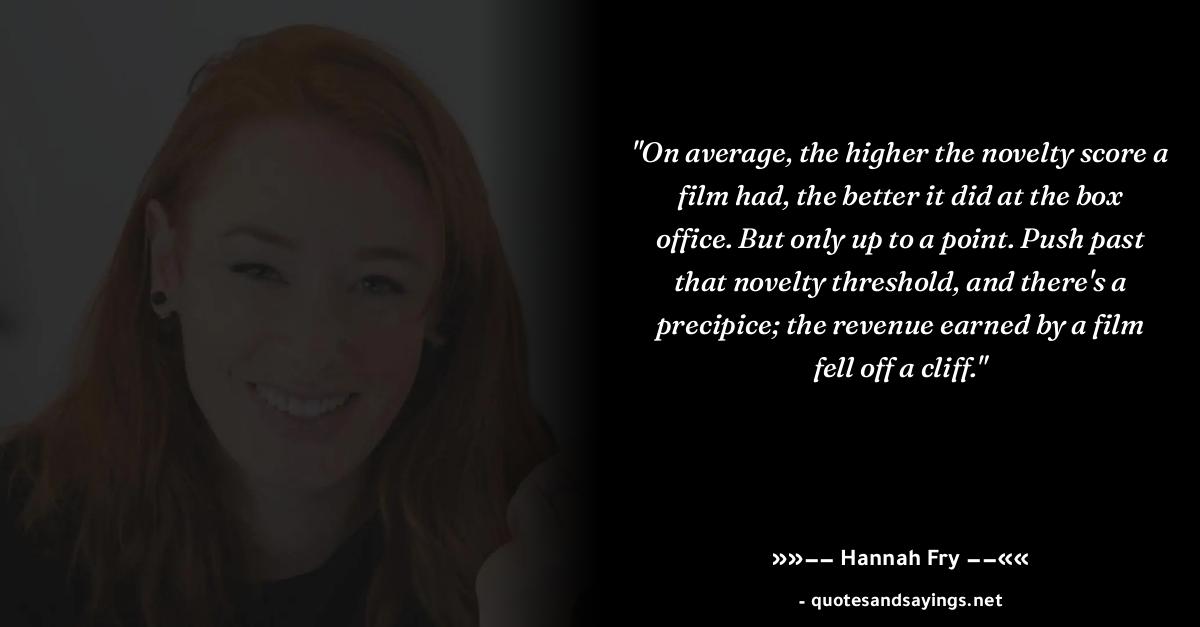 "On average, the higher the novelty score a
film had, the better it did at the box
office. But only up to a point. Push past
that novelty threshold, and there's a
precipice; the revenue earned by a film
fell off a cliff."
»»−− Hannah Fry −−««
- quotesandsayings.net